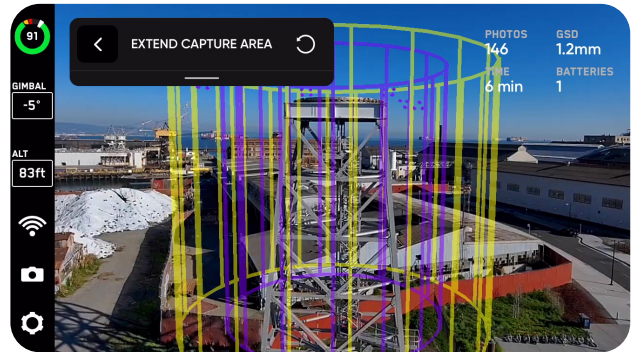 91
EXTEND CAPTURE AREA
PHOTOS
146
GSD
1.2mm
TIME
6 min
BATTERIES
1
GIMBAL
-5°
ALT
83ft